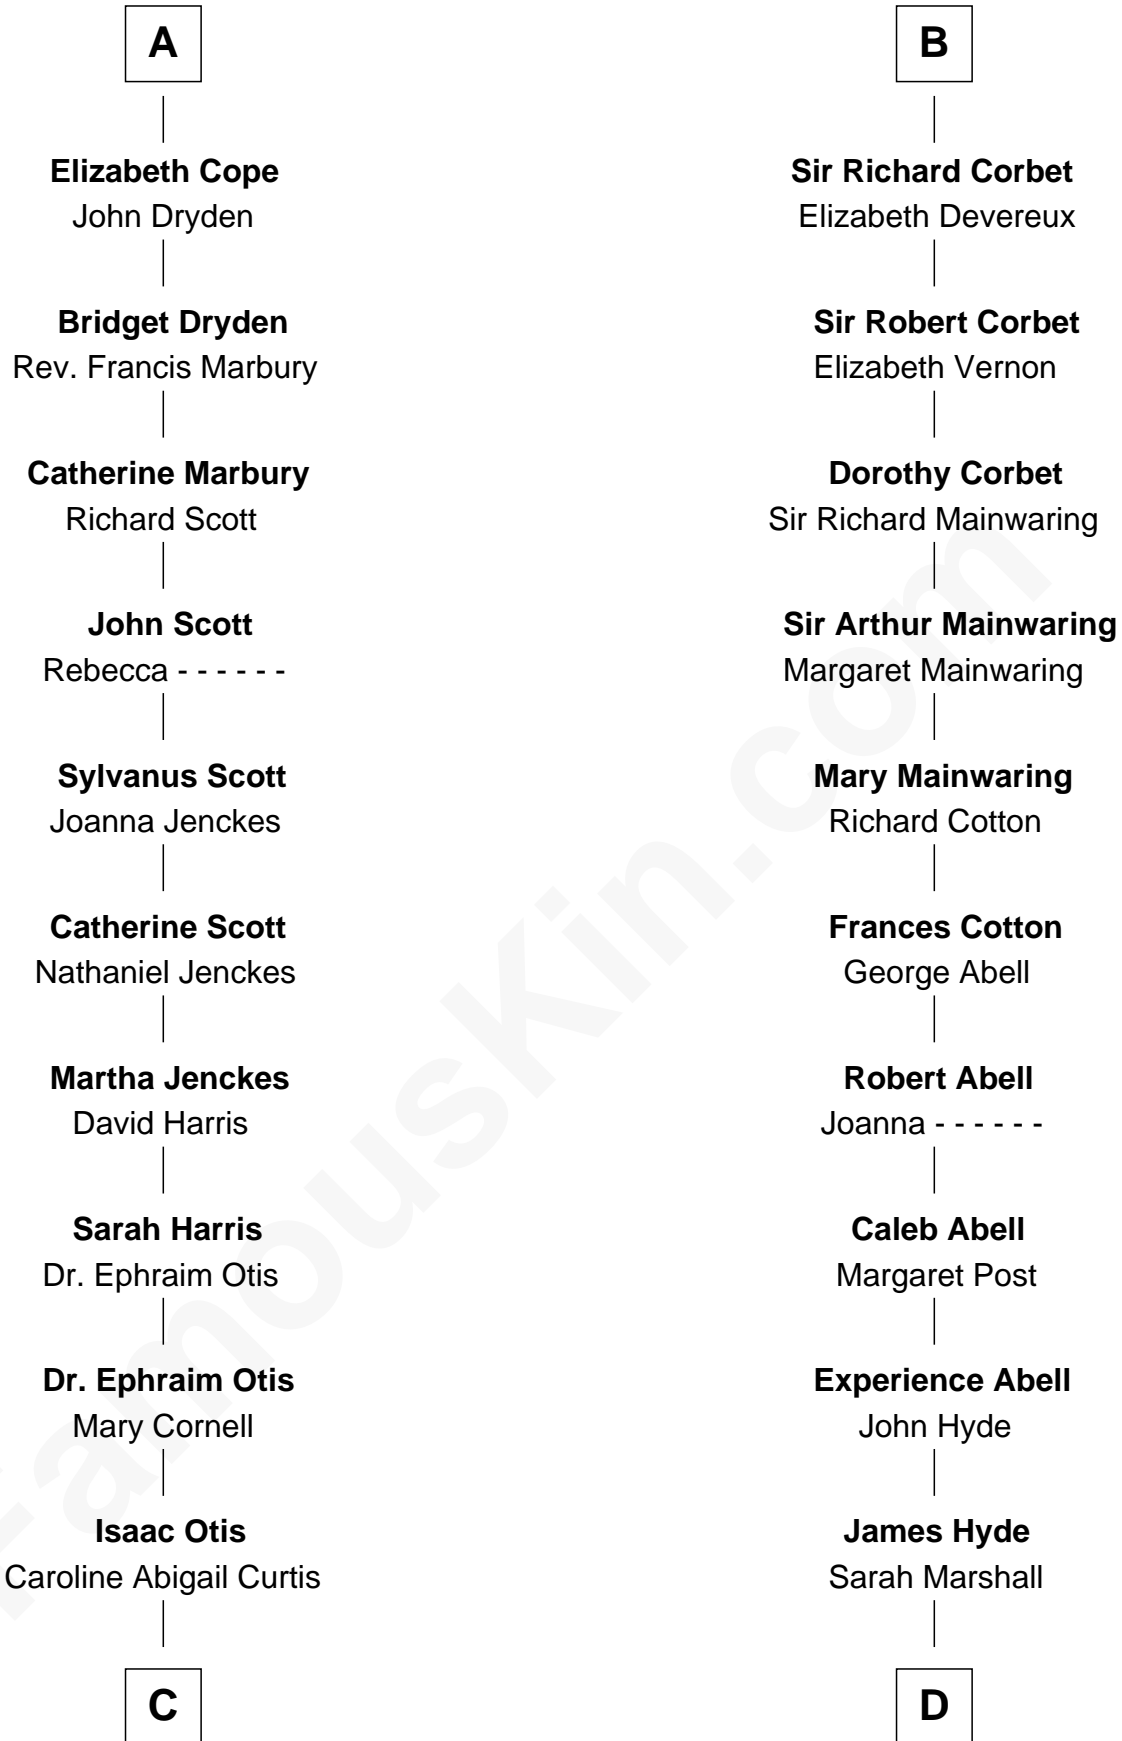 A
Elizabeth Cope
John Dryden
Bridget Dryden
Rev. Francis Marbury
Catherine Marbury
Richard Scott
John Scott
Rebecca - - - - - -
Sylvanus Scott
Joanna Jenckes
Catherine Scott
Nathaniel Jenckes
Martha Jenckes
David Harris
Sarah Harris
Dr. Ephraim Otis
Dr. Ephraim Otis
Mary Cornell
Isaac Otis
Caroline Abigail Curtis
C
B
Sir Richard Corbet
Elizabeth Devereux
Sir Robert Corbet
Elizabeth Vernon
Dorothy Corbet
Sir Richard Mainwaring
Sir Arthur Mainwaring
Margaret Mainwaring
Mary Mainwaring
Richard Cotton
Frances Cotton
George Abell
Robert Abell
Joanna - - - - - -
Caleb Abell
Margaret Post
Experience Abell
John Hyde
James Hyde
Sarah Marshall
D
FamousKin.com